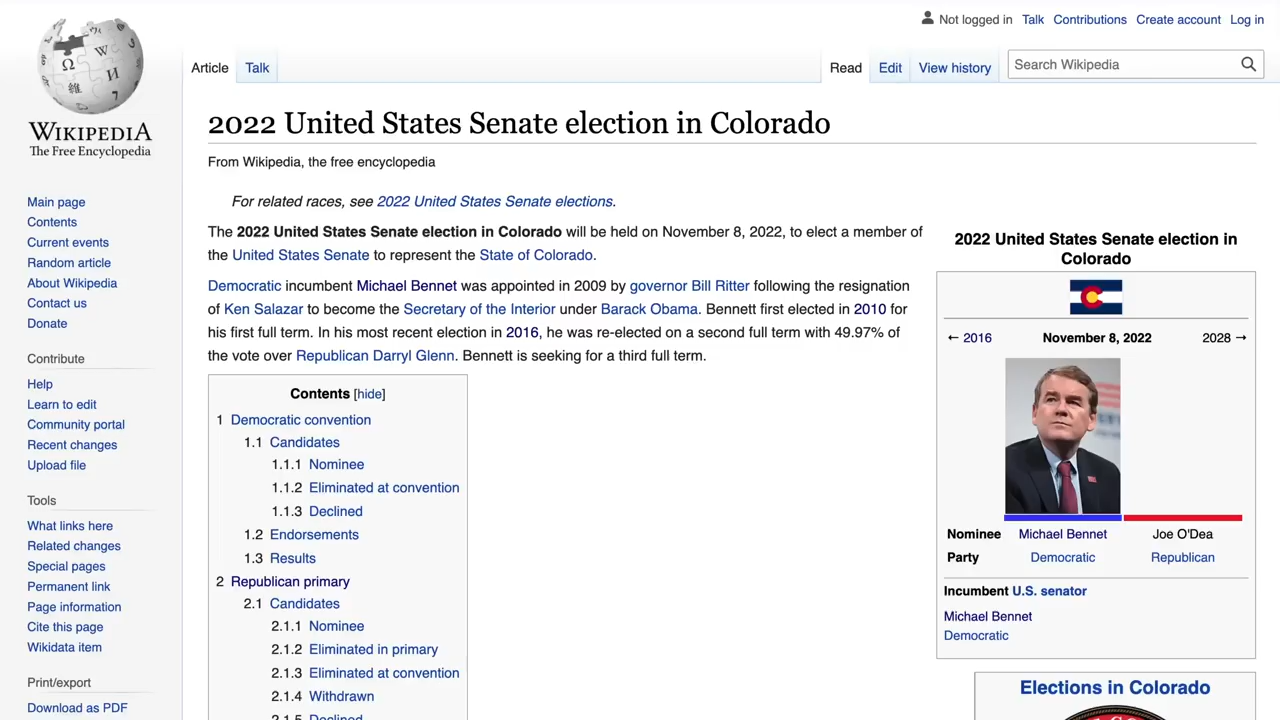 Not logged in Talk Contributions Create account Log in
Article Talk Read Edit View history Search Wikipedia
WIKIPEDIA
The Free Encyclopedia
Main page
Contents
Current events
Random article
About Wikipedia
Contact us
Donate
Contribute
Help
Learn to edit
Community portal
Recent changes
Upload file
Tools
What links here
Related changes
Special pages
Permanent link
Page information
Cite this page
Wikidata item
Print/export
Download as PDF
2022 United States Senate election in Colorado
From Wikipedia, the free encyclopedia
For related races, see 2022 United States Senate elections.
The 2022 United States Senate election in Colorado will be held on November 8, 2022, to elect a member of
the United States Senate to represent the State of Colorado.
Democratic incumbent Michael Bennet was appointed in 2009 by governor Bill Ritter following the resignation
of Ken Salazar to become the Secretary of the Interior under Barack Obama. Bennett first elected in 2010 for
his first full term. In his most recent election in 2016, he was re-elected on a second full term with 49.97% of
the vote over Republican Darryl Glenn. Bennett is seeking for a third full term.
Contents [hide]
1 Democratic convention
1.1 Candidates
1.1.1 Nominee
1.1.2 Eliminated at convention
1.1.3 Declined
1.2 Endorsements
1.3 Results
2 Republican primary
2.1 Candidates
2.1.1 Nominee
2.1.2 Eliminated in primary
2.1.3 Eliminated at convention
2.1.4 Withdrawn
2.1.5 Declined
2022 United States Senate election in
Colorado
← 2016 November 8, 2022 2028 →
Nominee Michael Bennet Joe O'Dea
Party Democratic Republican
Incumbent U.S. senator
Michael Bennet
Democratic
Elections in Colorado